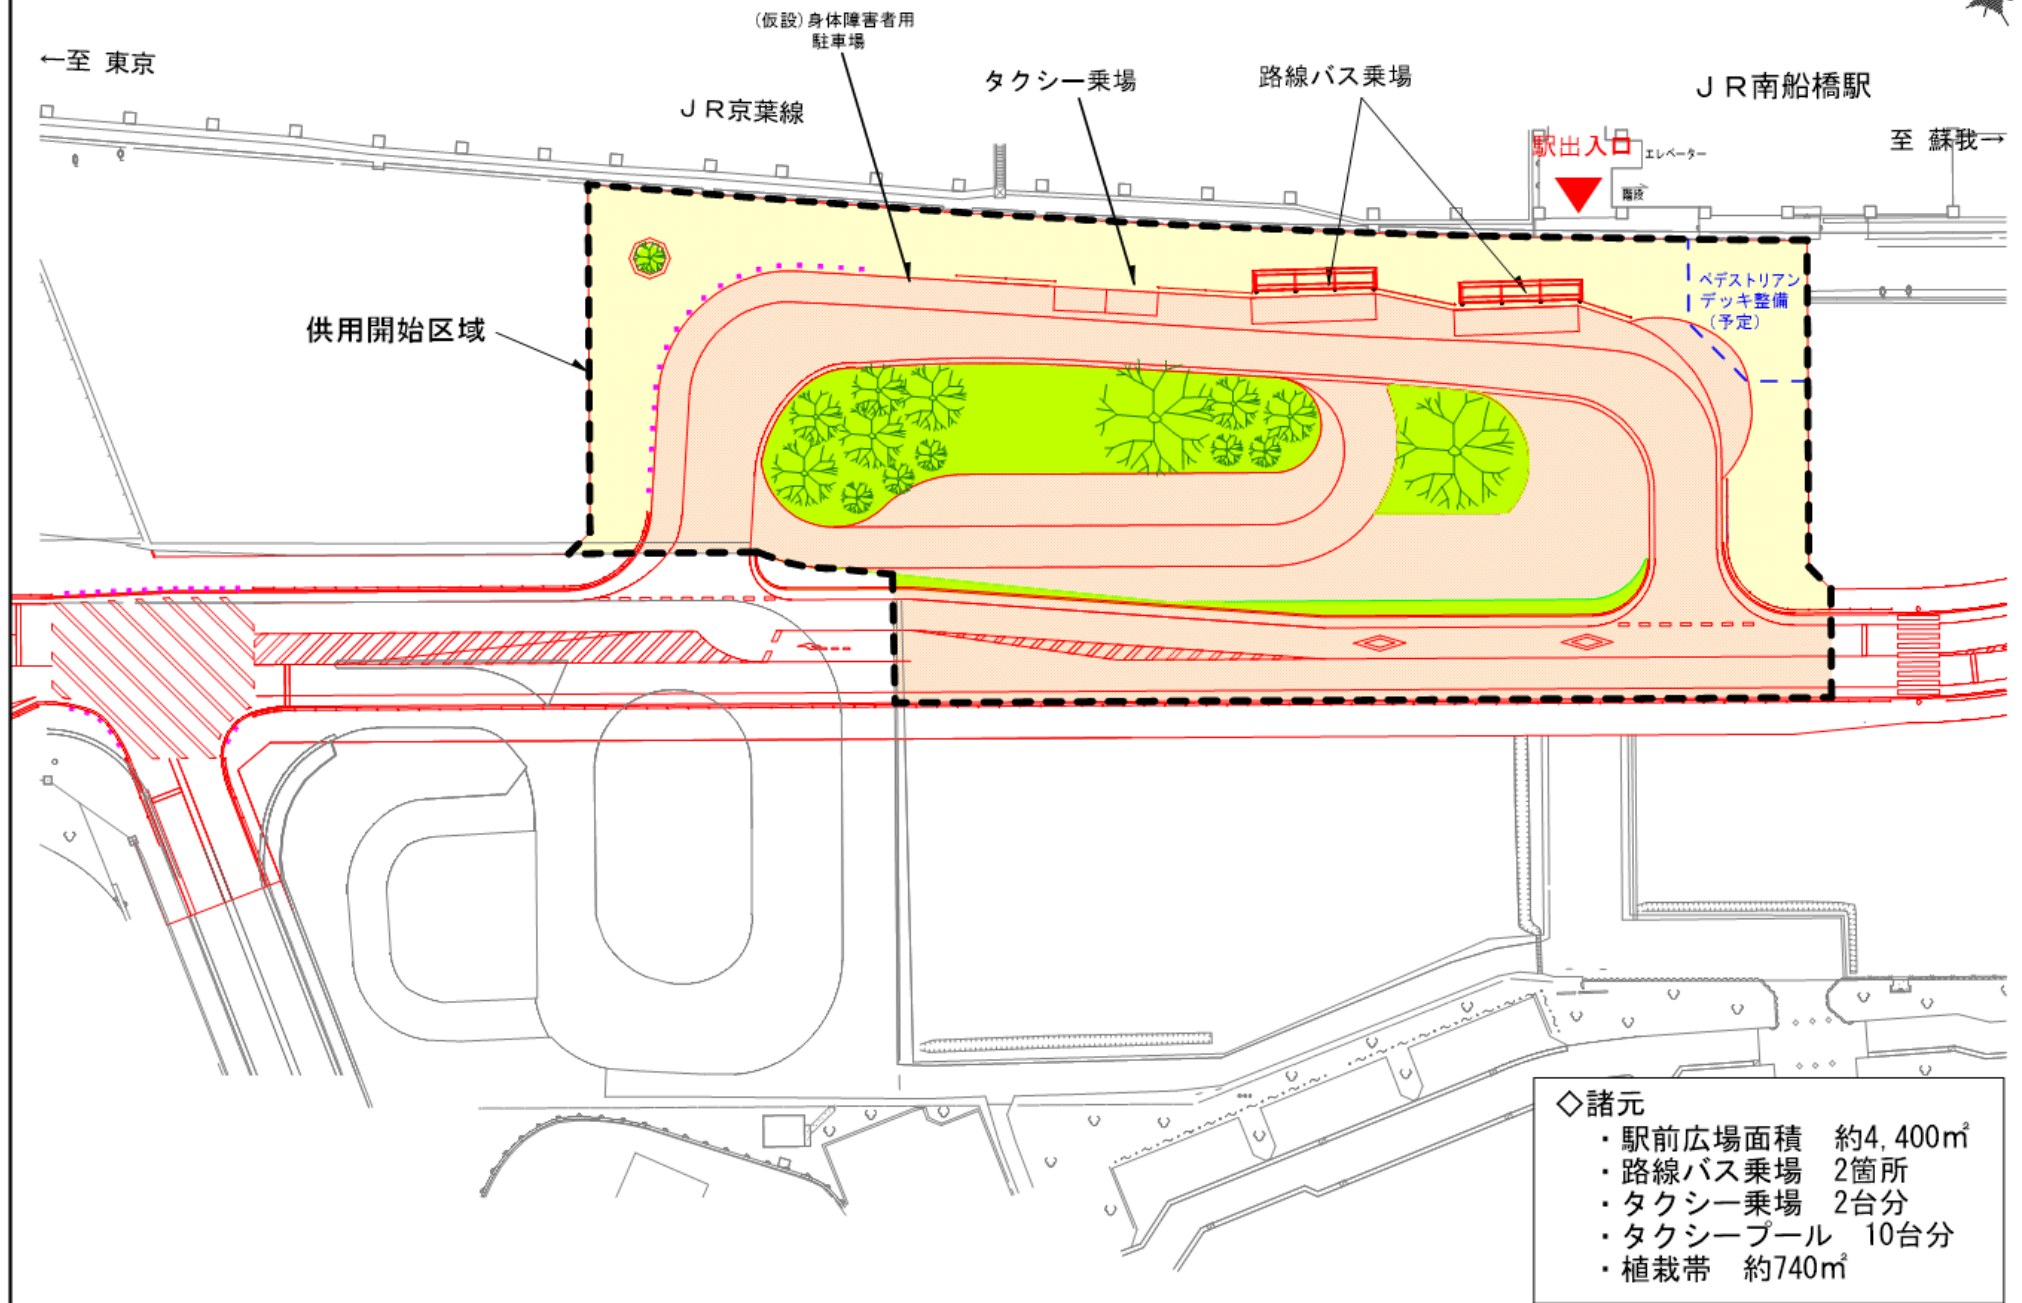 (仮設)身体障害者用
駐車場
←至 東京
JR京葉線
タクシー乗場
路線バス乗場
JR南船橋駅
駅出入口
エレベーター
階段
至 蘇我→
供用開始区域
ペデストリアン
デッキ整備
(予定)
◇諸元
・駅前広場面積 約4,400㎡
・路線バス乗場 2箇所
・タクシー乗場 2台分
・タクシープール 10台分
・植栽帯 約740㎡